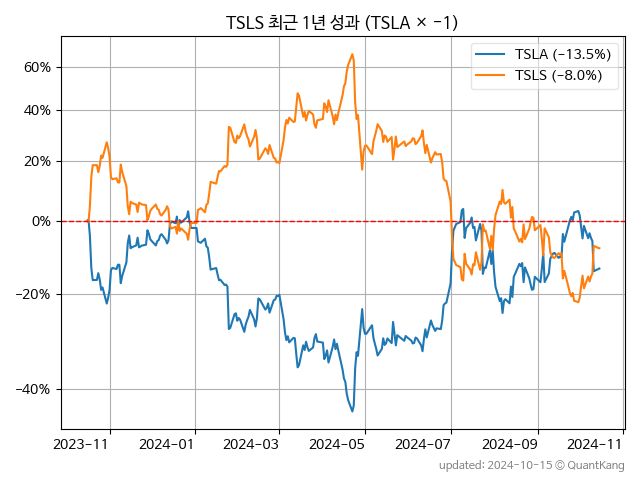 TSLS 최근 1년 성과 (TSLA × −1)
TSLA (−13.5%)
TSLS (−8.0%)
60%
40%
20%
0%
−20%
−40%
2023−11 2024−01 2024−03 2024−05 2024−07 2024−09 2024−11
updated: 2024-10-15 © QuantKang